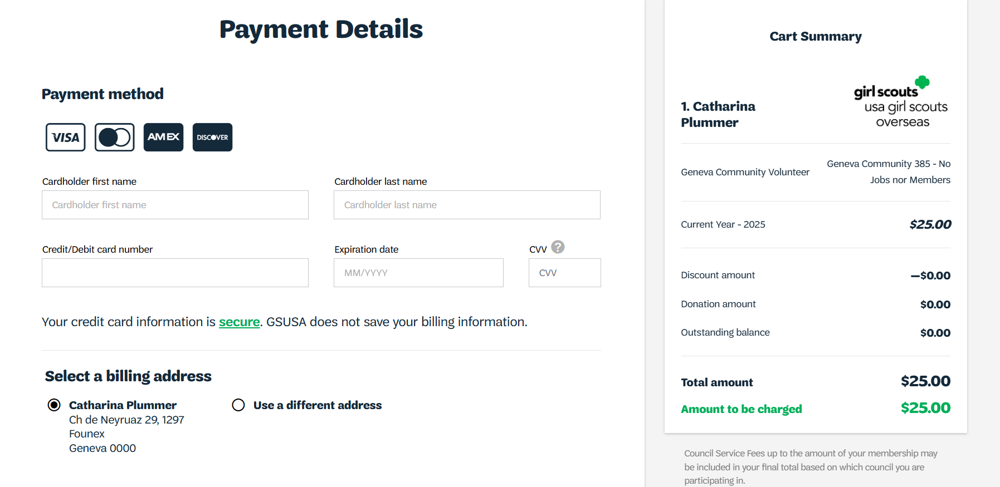 Payment Details
Payment method
VISA
AMEX
DISCOVER
Cardholder first name
Cardholder last name
Cardholder first name
Cardholder last name
Credit/Debit card number
Expiration date
CVV ?
MM/YYYY
CVV
Your credit card information is secure. GSUSA does not save your billing information.
Select a billing address
Catharina Plummer
Ch de Neyruaz 29, 1297
Founex
Geneva 0000
Use a different address
Cart Summary
1. Catharina
Plummer
girl scouts
usa girl scouts
overseas
Geneva Community Volunteer
Geneva Community 385 - No
Jobs nor Members
Current Year - 2025
$25.00
Discount amount
—$0.00
Donation amount
$0.00
Outstanding balance
$0.00
Total amount
$25.00
Amount to be charged
$25.00
Council Service Fees up to the amount of your membership may
be included in your final total based on which council you are
participating in.